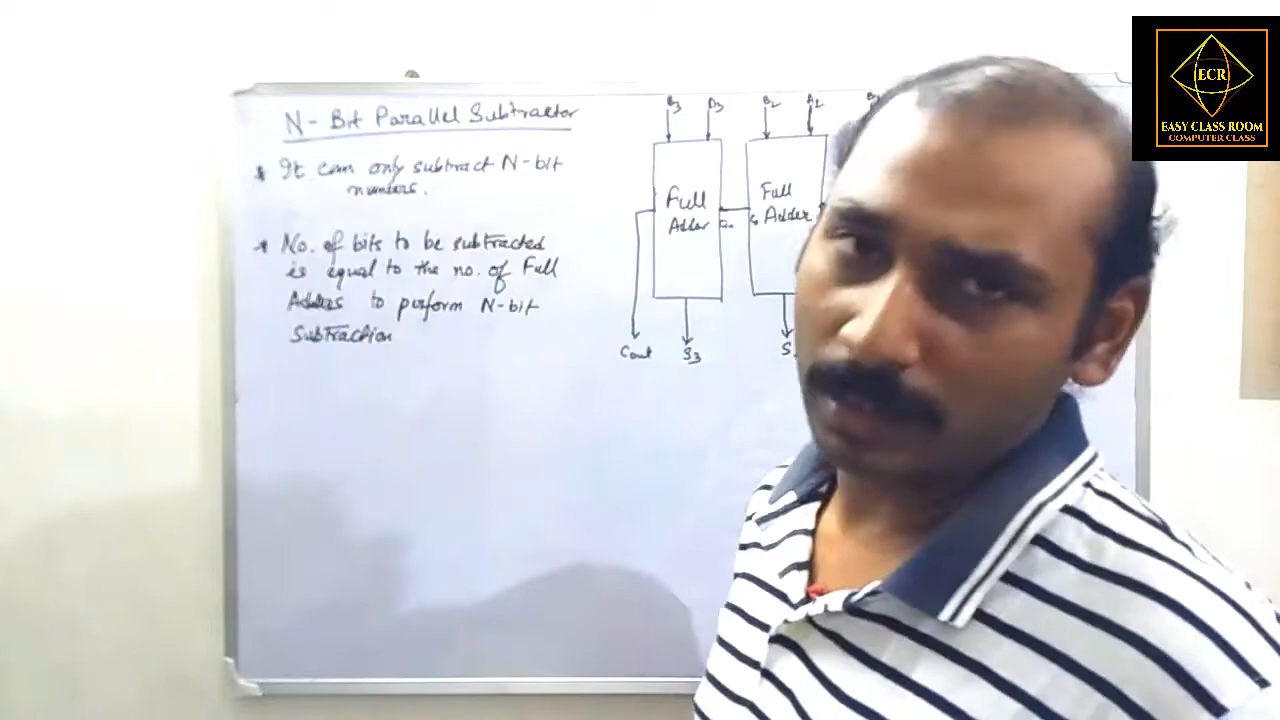 N-Bit Parallel Subtractor
* It can only subtract N-bit
numbers.
* No. of bits to be subtracted
is equal to the no. of Full
Adders to perform N-bit
Subtraction
B3 B2 A2
Full
Adder
Full
Adder
Cout S3 S
ECR
EASY CLASS ROOM
COMPUTER CLASS